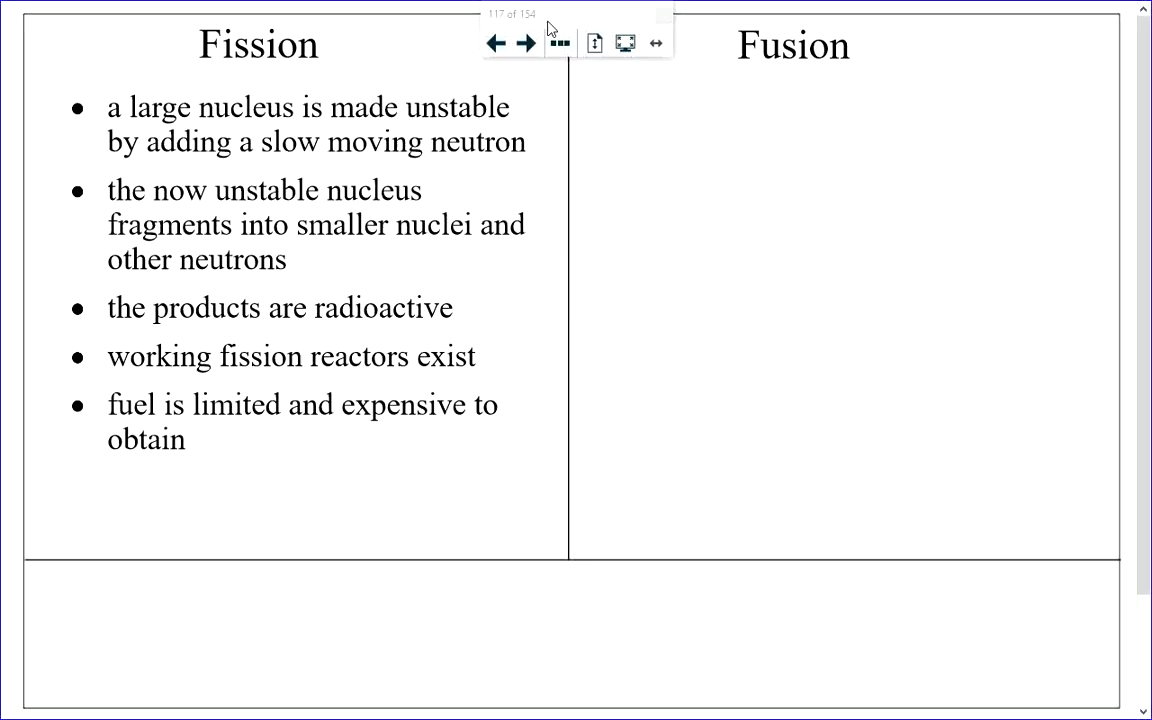 117 of 154
Fission
Fusion
• a large nucleus is made unstable
by adding a slow moving neutron
• the now unstable nucleus
fragments into smaller nuclei and
other neutrons
• the products are radioactive
• working fission reactors exist
• fuel is limited and expensive to
obtain